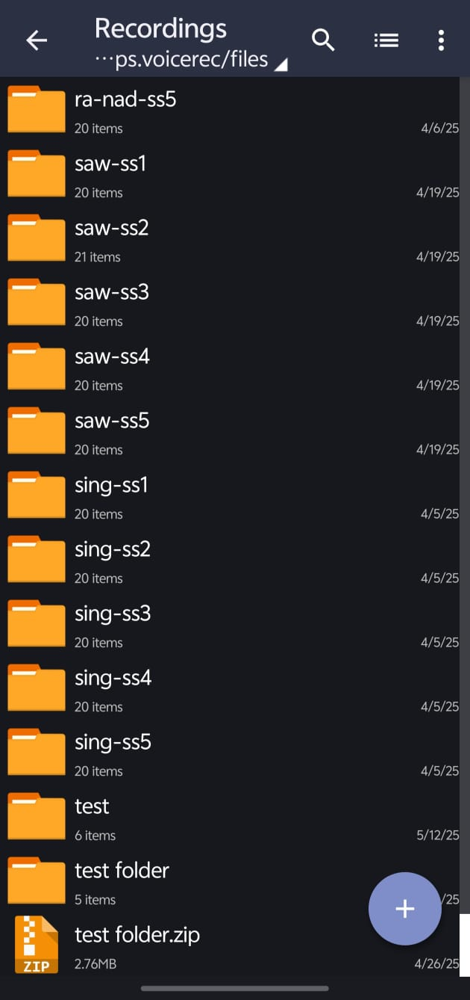 Recordings
···ps.voicerec/files
ra-nad-ss5
20 items
4/6/25
saw-ss1
20 items
4/19/25
saw-ss2
21 items
4/19/25
saw-ss3
20 items
4/19/25
saw-ss4
20 items
4/19/25
saw-ss5
20 items
4/19/25
sing-ss1
20 items
4/5/25
sing-ss2
20 items
4/5/25
sing-ss3
20 items
4/5/25
sing-ss4
20 items
4/5/25
sing-ss5
20 items
4/5/25
test
6 items
5/12/25
test folder
5 items
/25
test folder.zip
ZIP
2.76MB
4/26/25